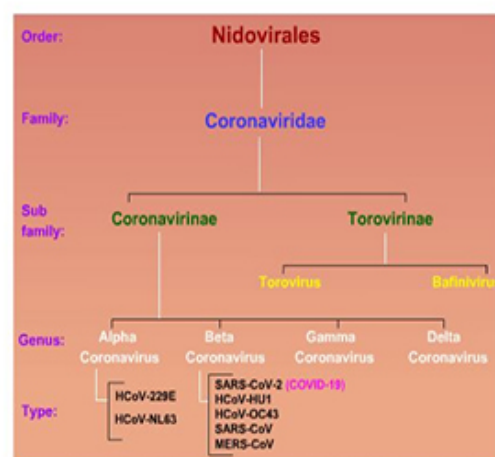 Order: Nidovirales
Family: Coronaviridae
Sub family: Coronavirinae Torovirinae
Torovirus Bafinivirus
Genus: Alpha Coronavirus Beta Coronavirus Gamma Coronavirus Delta Coronavirus
Type:
HCoV-229E
HCoV-NL63
SARS-CoV-2 (COVID-19)
HCoV-HU1
HCoV-OC43
SARS-CoV
MERS-CoV